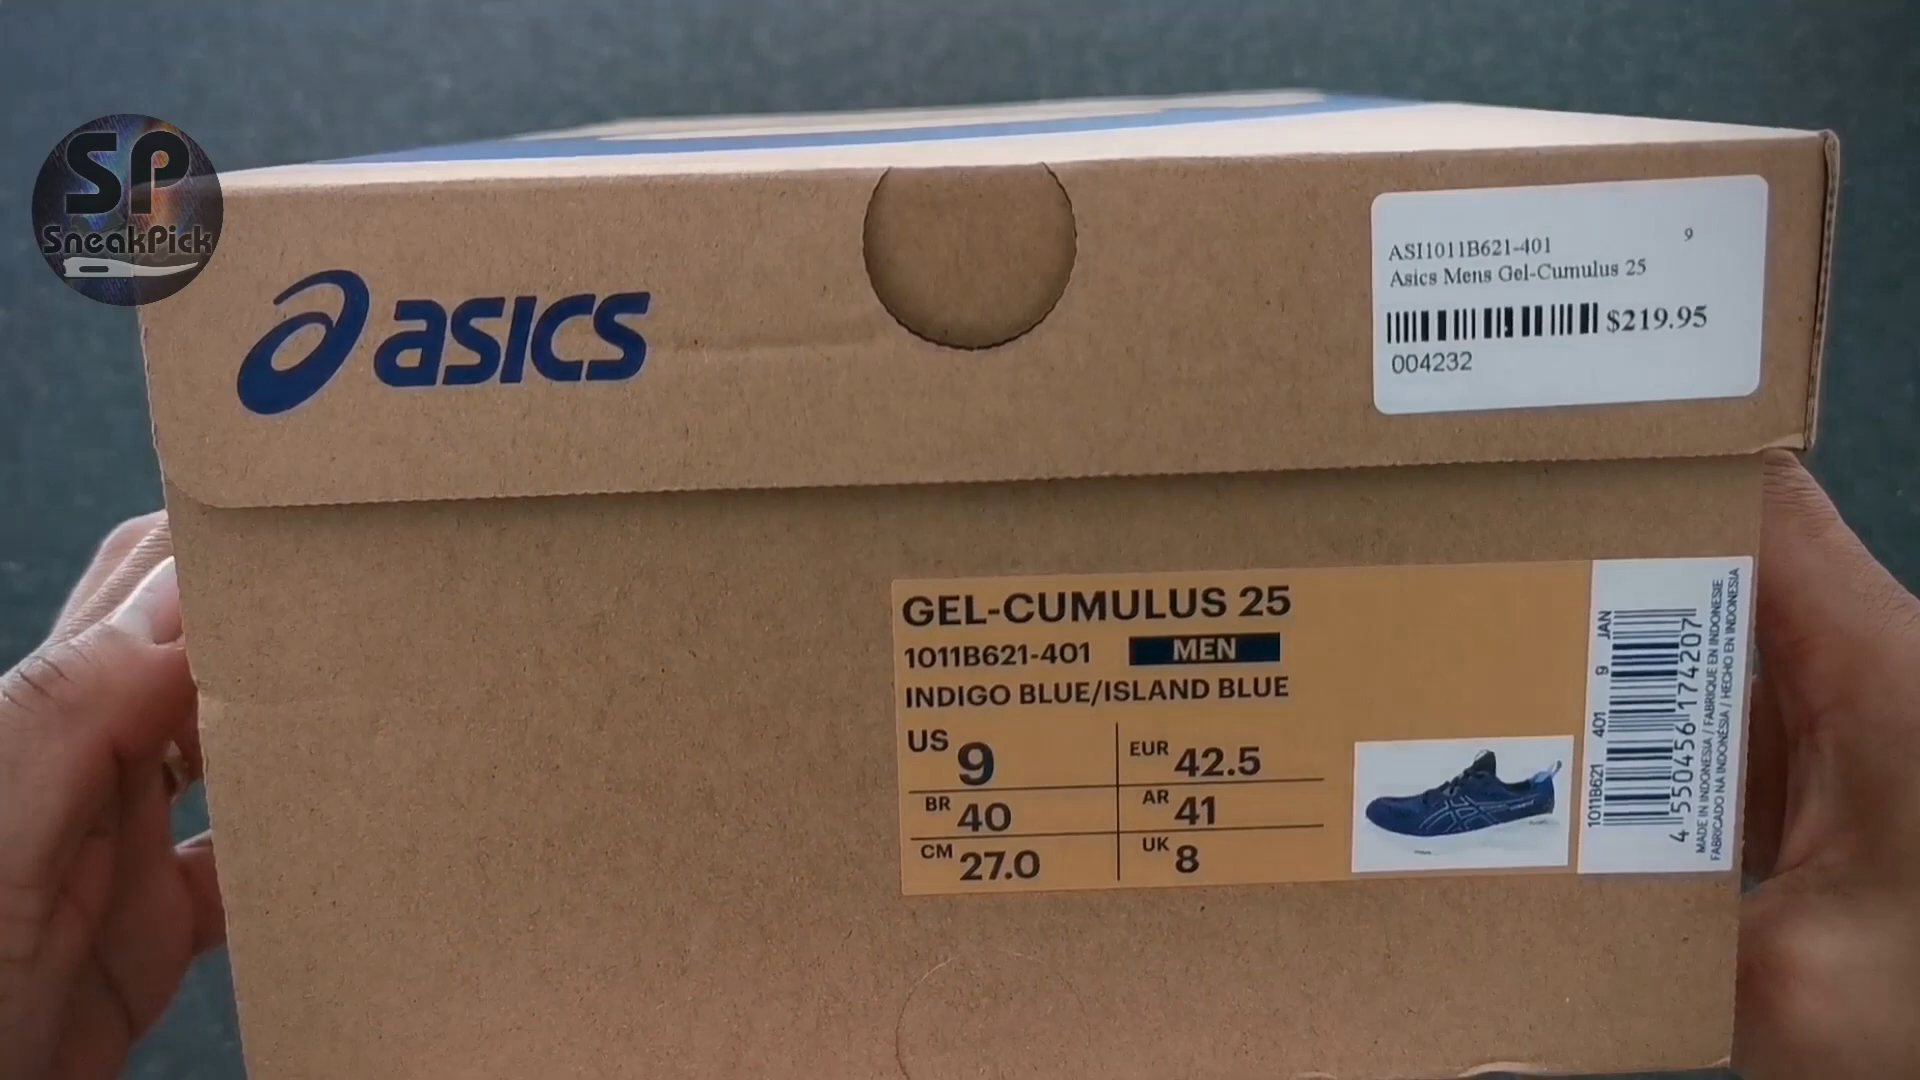 SP
SneakPick
asics
ASI1011B621-401 9
Asics Mens Gel-Cumulus 25
$219.95
004232
GEL-CUMULUS 25
1011B621-401 MEN
INDIGO BLUE/ISLAND BLUE
US 9 EUR 42.5
BR 40 AR 41
CM 27.0 UK 8
1011B621 401 9 JAN
4 550456 174207
MADE IN INDONESIA / FABRIQUE EN INDONESIE
FABRICADO NA INDONÉSIA / HECHO EN INDONESIA